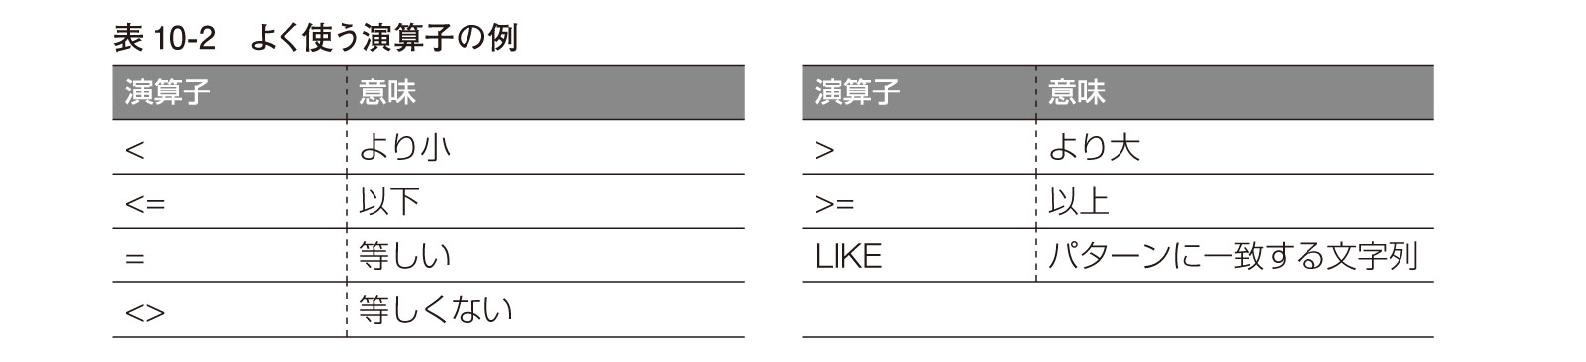 表 10-2　よく使う演算子の例
演算子 意味
< より小
<= 以下
= 等しい
<> 等しくない
演算子 意味
> より大
>= 以上
LIKE パターンに一致する文字列